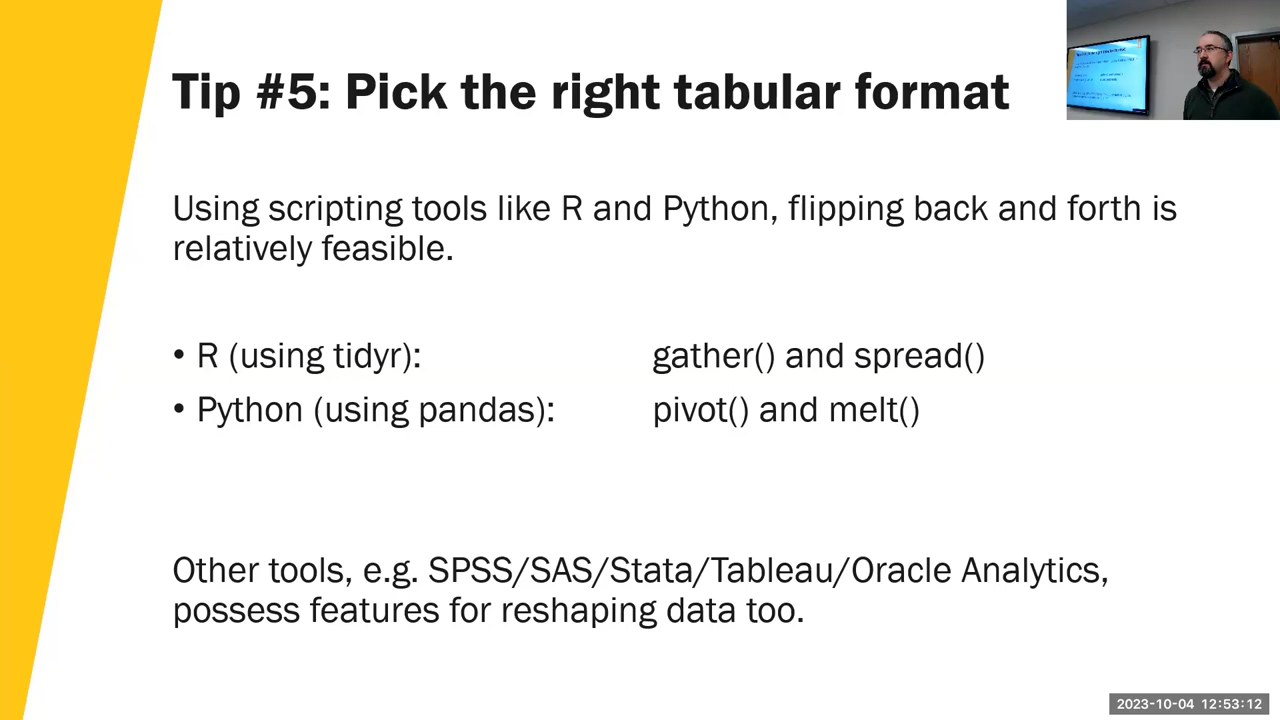 Tip #5: Pick the right tabular format
Using scripting tools like R and Python, flipping back and forth is
relatively feasible.
• R (using tidyr): gather() and spread()
• Python (using pandas): pivot() and melt()
Other tools, e.g. SPSS/SAS/Stata/Tableau/Oracle Analytics,
possess features for reshaping data too.
2023-10-04 12:53:12